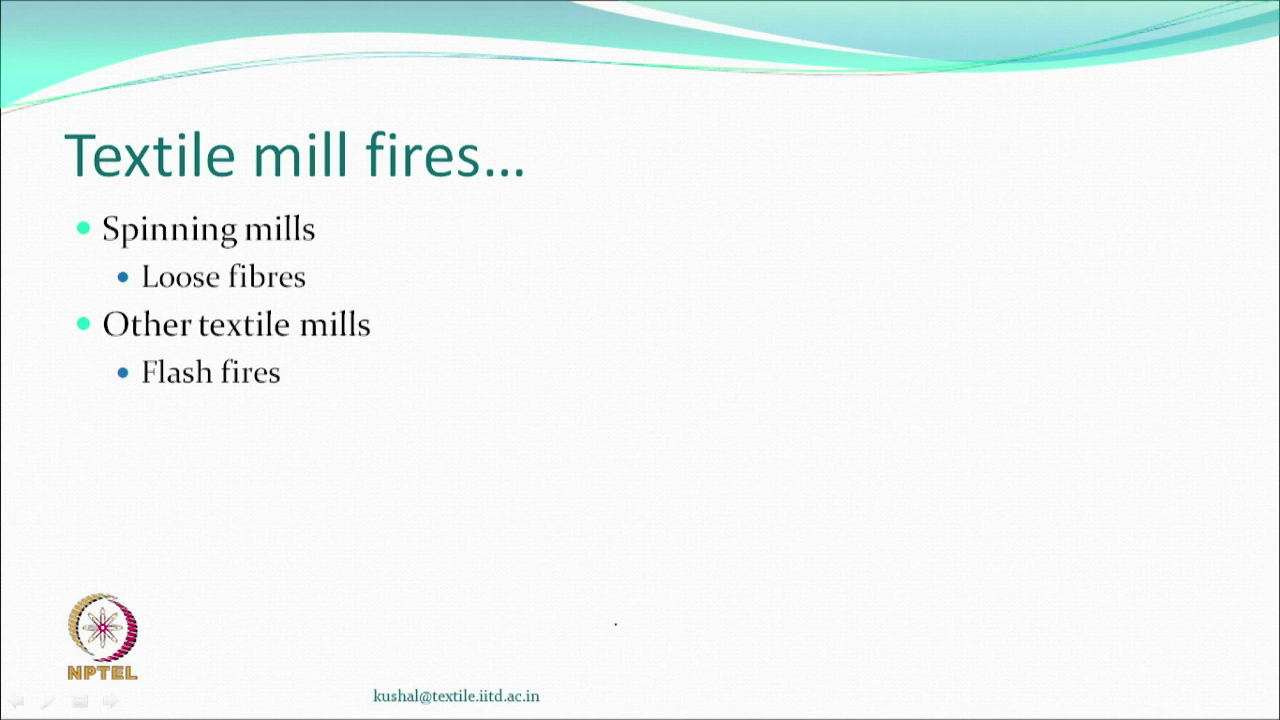 Textile mill fires...
Spinning mills
Loose fibres
Other textile mills
Flash fires
NPTEL
kushal@textile.iitd.ac.in